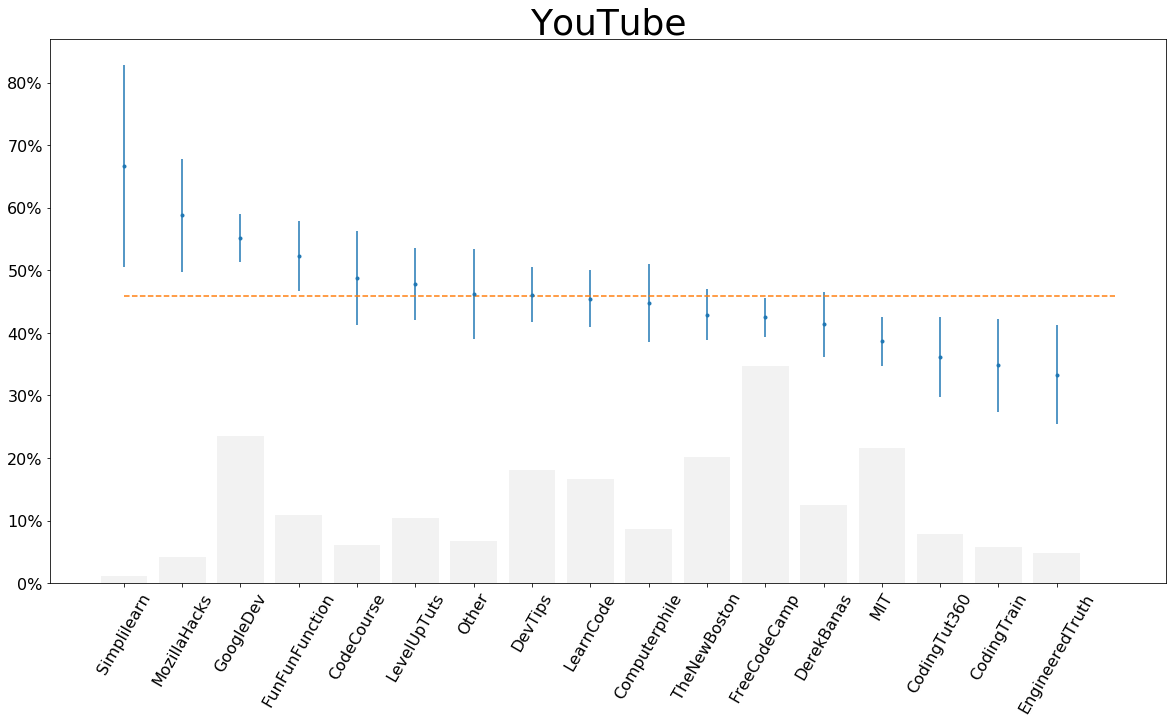 YouTube
80%
70%
60%
50%
40%
30%
20%
10%
0%
Simplilearn
MozillaHacks
GoogleDev
FunFunFunction
CodeCourse
LevelUpTuts
Other
DevTips
LearnCode
Computerphile
TheNewBoston
FreeCodeCamp
DerekBanas
MIT
CodingTut360
CodingTrain
EngineeredTruth